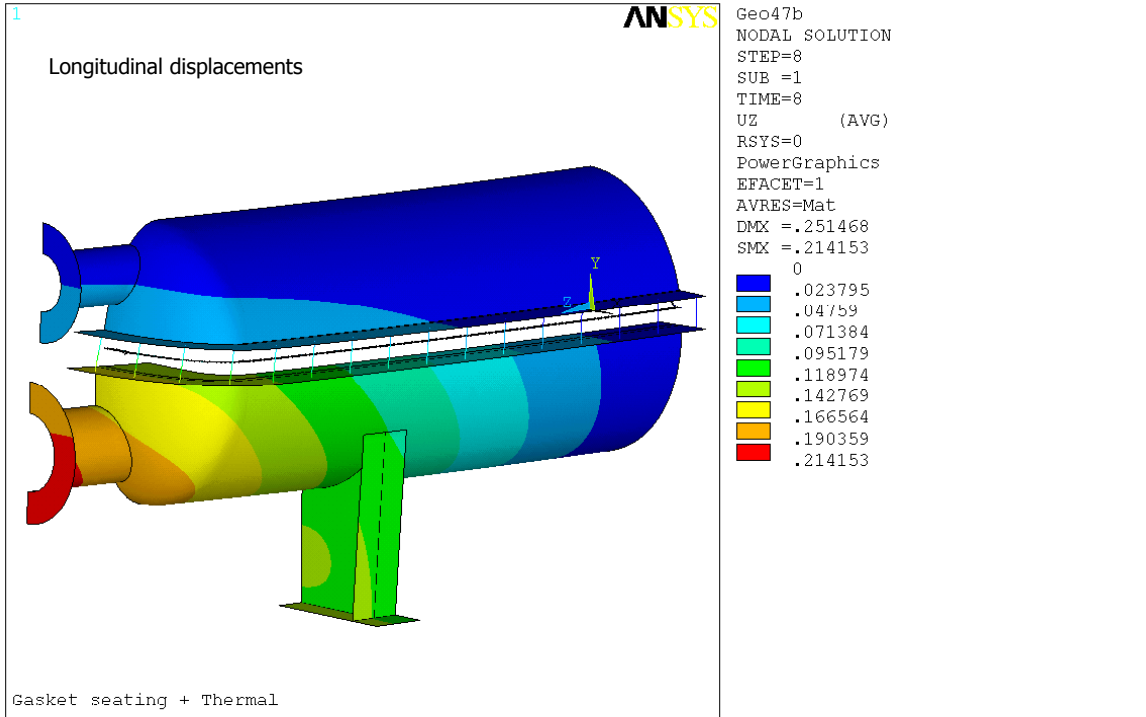 1
ANSYS
Longitudinal displacements
Y
Z
Gasket seating + Thermal
Geo47b
NODAL SOLUTION
STEP=8
SUB =1
TIME=8
UZ (AVG)
RSYS=0
PowerGraphics
EFACET=1
AVRES=Mat
DMX =.251468
SMX =.214153
0
.023795
.04759
.071384
.095179
.118974
.142769
.166564
.190359
.214153